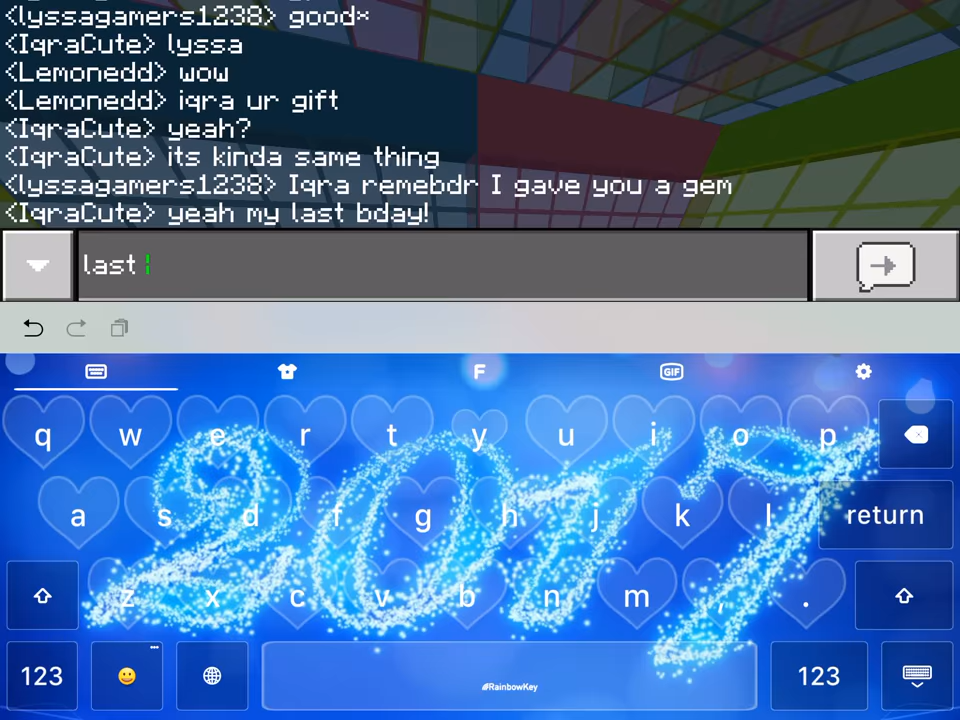 <lyssagamers1238> good*
<IqraCute> lyssa
<Lemonedd> wow
<Lemonedd> iqra ur gift
<IqraCute> yeah?
<IqraCute> its kinda same thing
<lyssagamers1238> Iqra remebdr I gave you a gem
<IqraCute> yeah my last bday!
last
F GIF
q w e r t y u i o p
a s d f g h j k l return
2017
z x c v b n m , .
123 RainbowKey 123